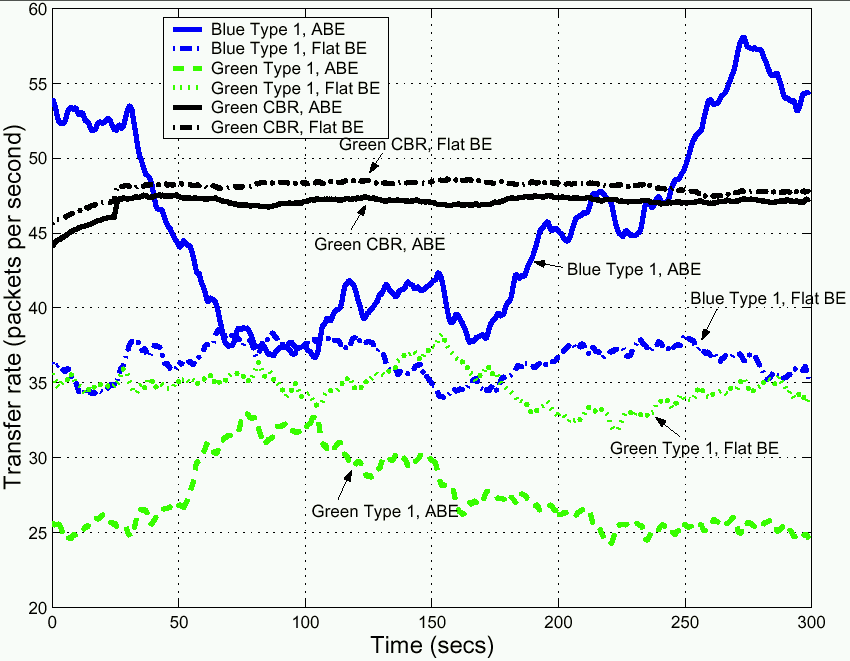 60
55
50
45
40
35
30
25
20
Transfer rate (packets per second)
Blue Type 1, ABE
Blue Type 1, Flat BE
Green Type 1, ABE
Green Type 1, Flat BE
Green CBR, ABE
Green CBR, Flat BE
Green CBR, Flat BE
Green CBR, ABE
Blue Type 1, ABE
Blue Type 1, Flat BE
Green Type 1, Flat BE
Green Type 1, ABE
0 50 100 150 200 250 300
Time (secs)